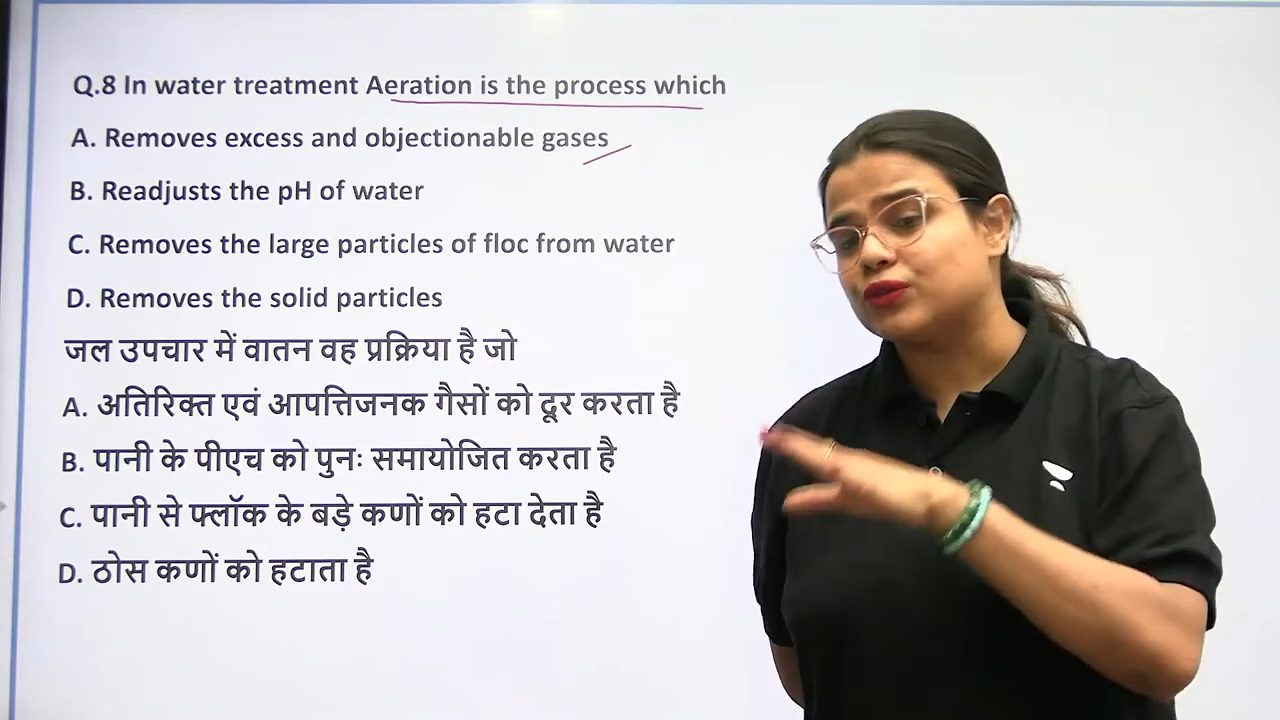 Q.8 In water treatment Aeration is the process which
A. Removes excess and objectionable gases
B. Readjusts the pH of water
C. Removes the large particles of floc from water
D. Removes the solid particles
जल उपचार में वातन वह प्रक्रिया है जो
A. अतिरिक्त एवं आपत्तिजनक गैसों को दूर करता है
B. पानी के पीएच को पुनः समायोजित करता है
C. पानी से फ्लॉक के बड़े कणों को हटा देता है
D. ठोस कणों को हटाता है